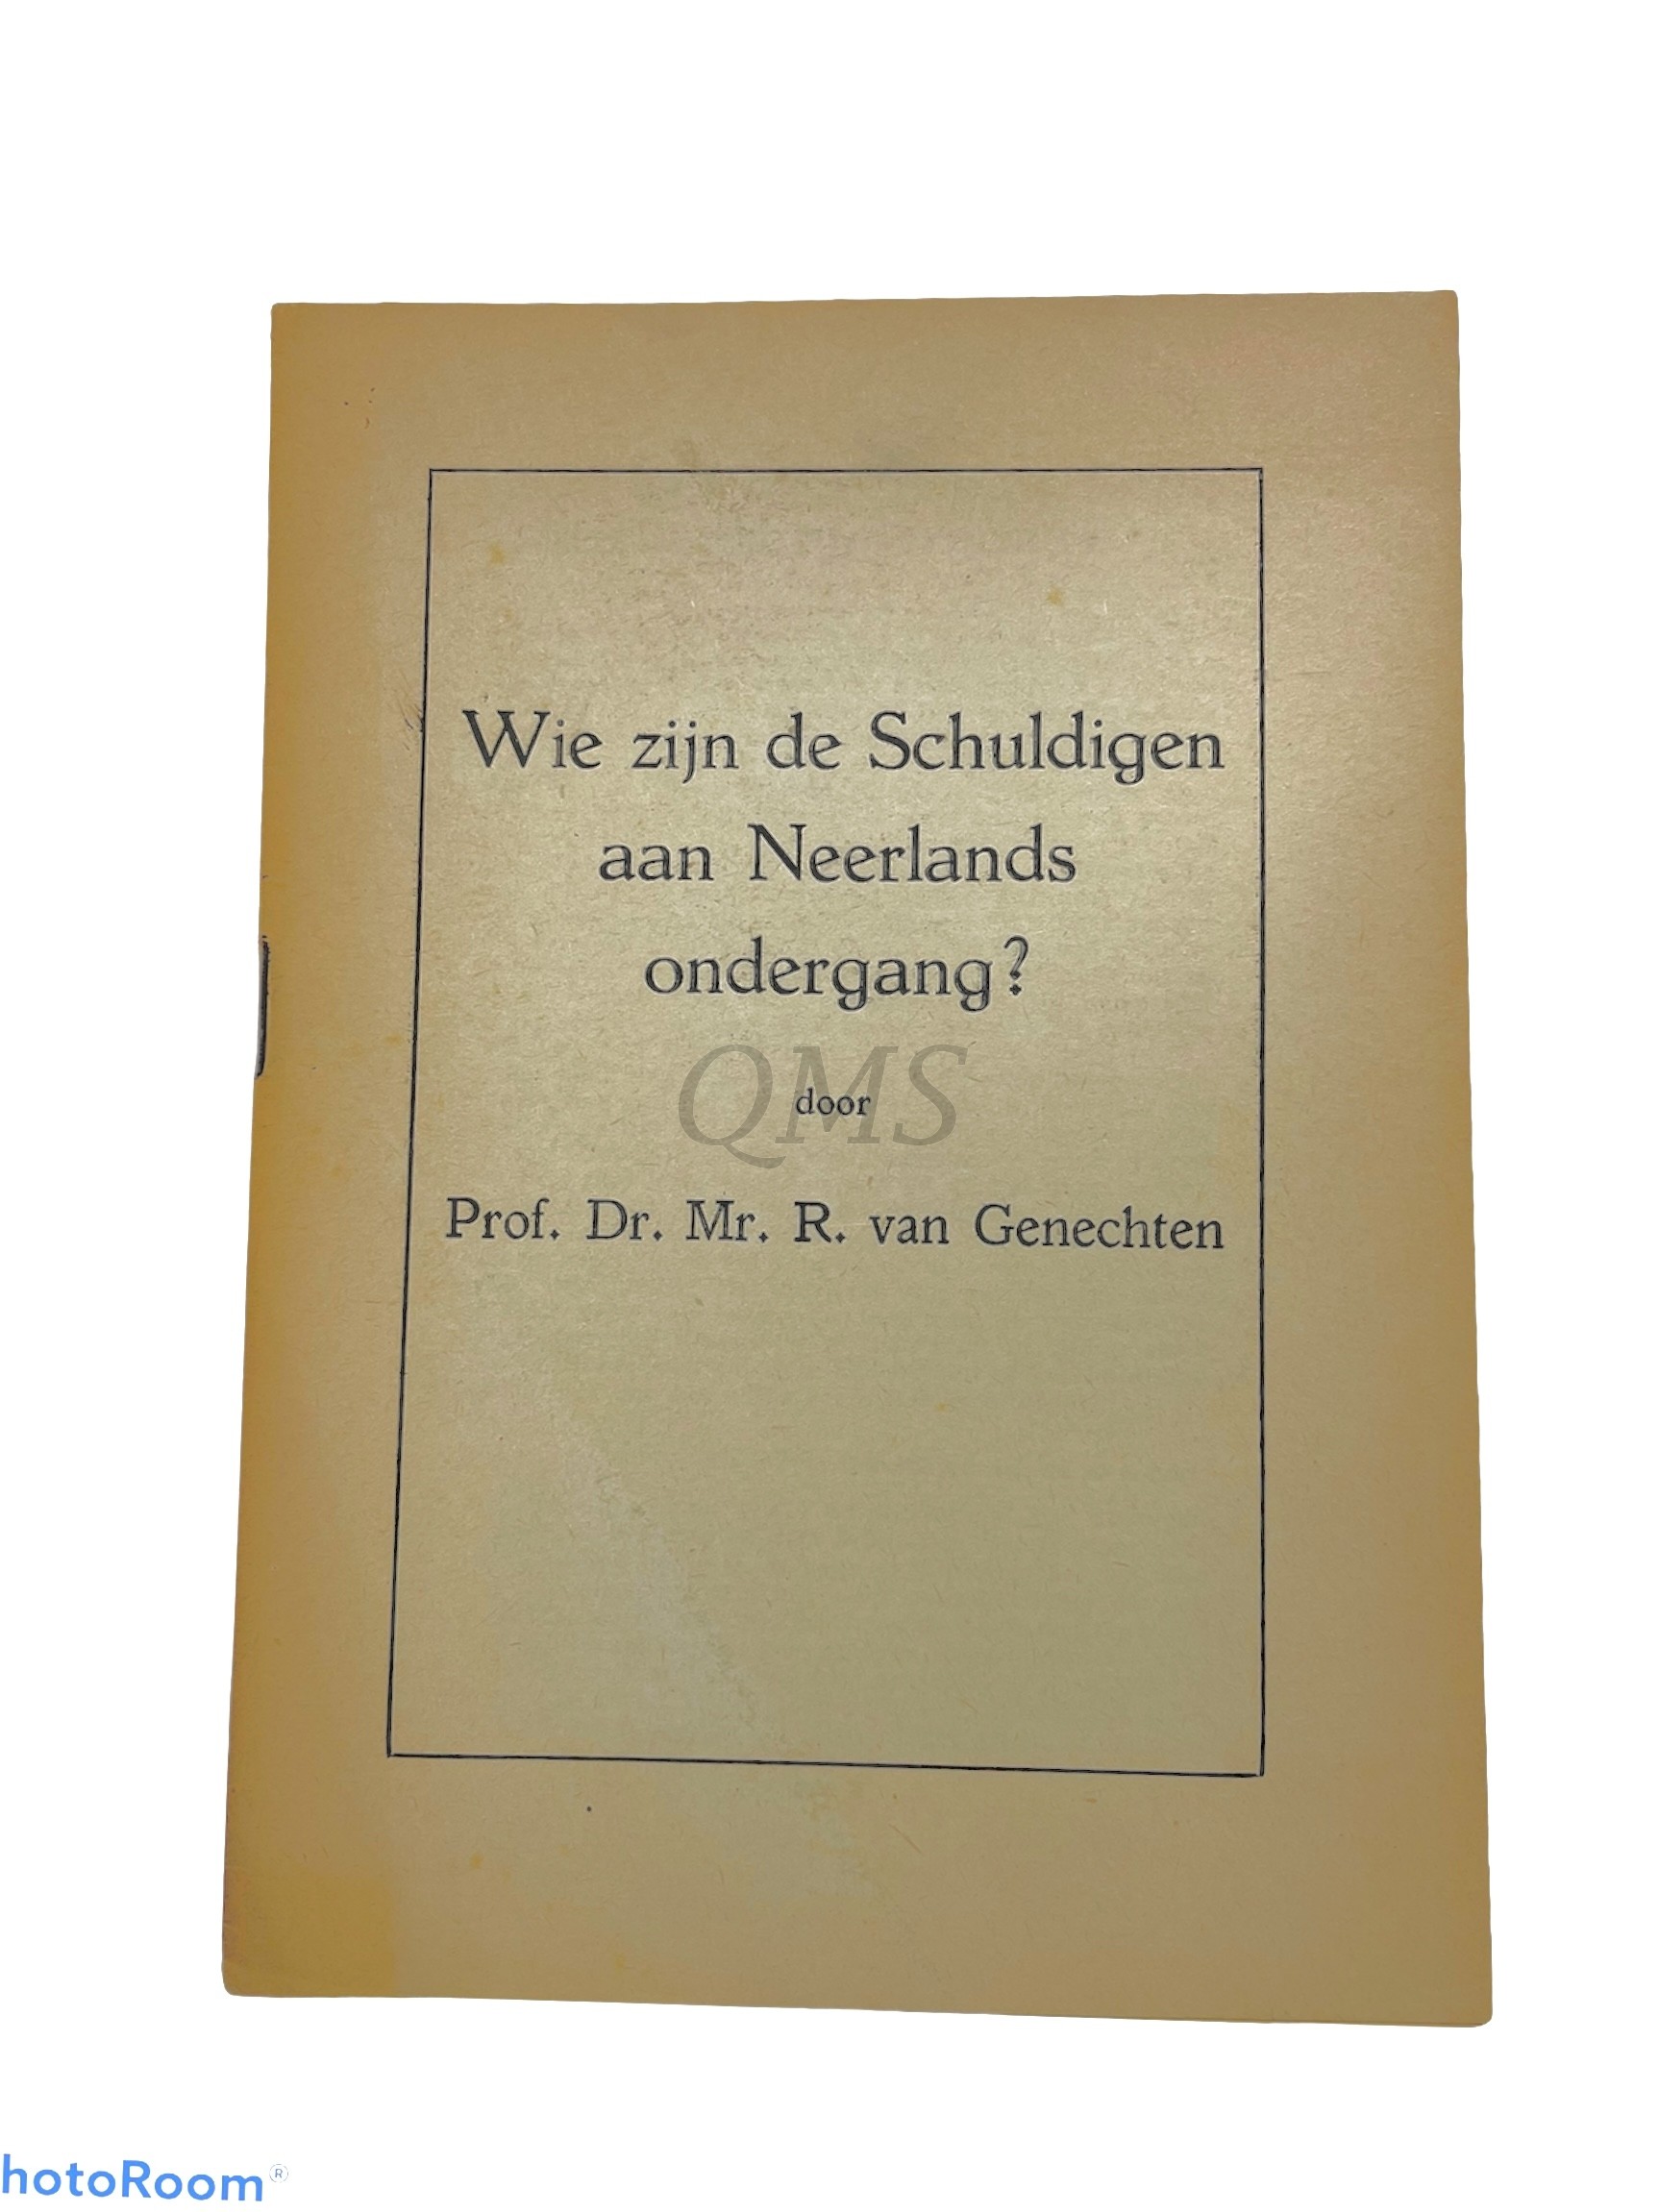 Wie zijn de Schuldigen
aan Neerlands
ondergang?
QMS
door
Prof. Dr. Mr. R. van Genechten
hotoRoom®